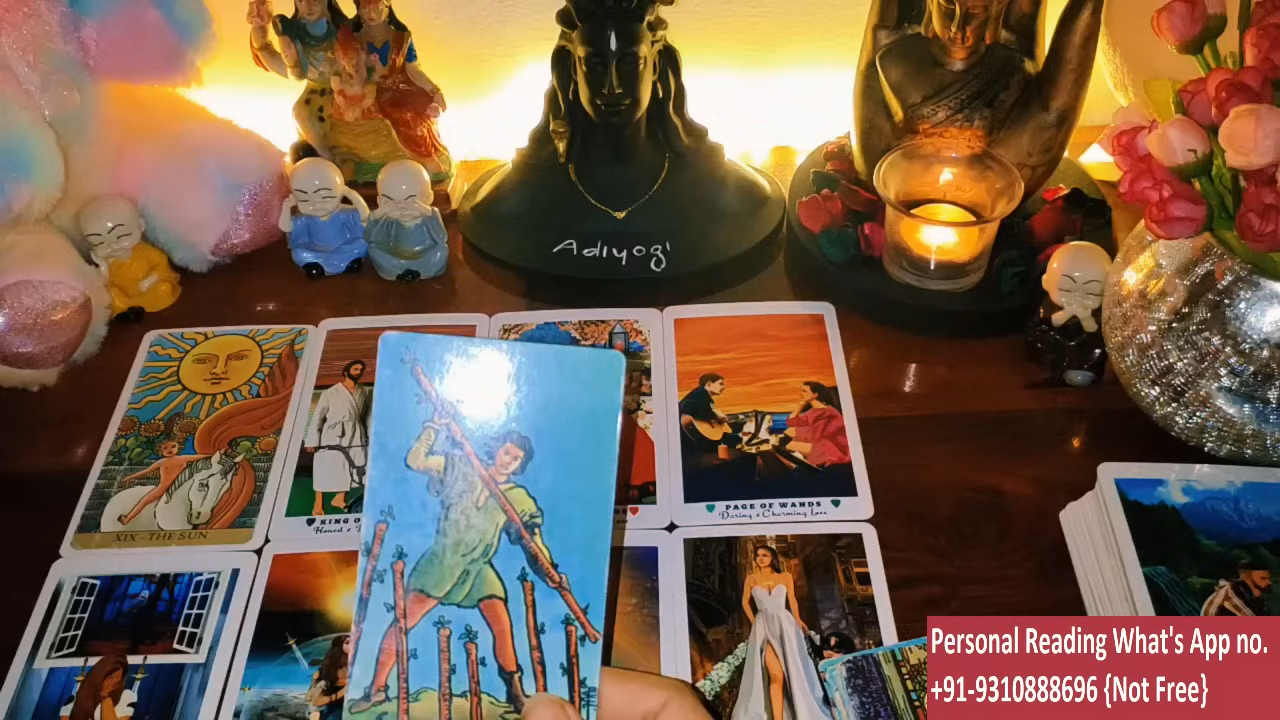 Adiyogi
XIX - THE SUN
KING O
Honest &
PAGE OF WANDS
Daring & Charming love
Personal Reading What's App no.
+91-9310888696 {Not Free}